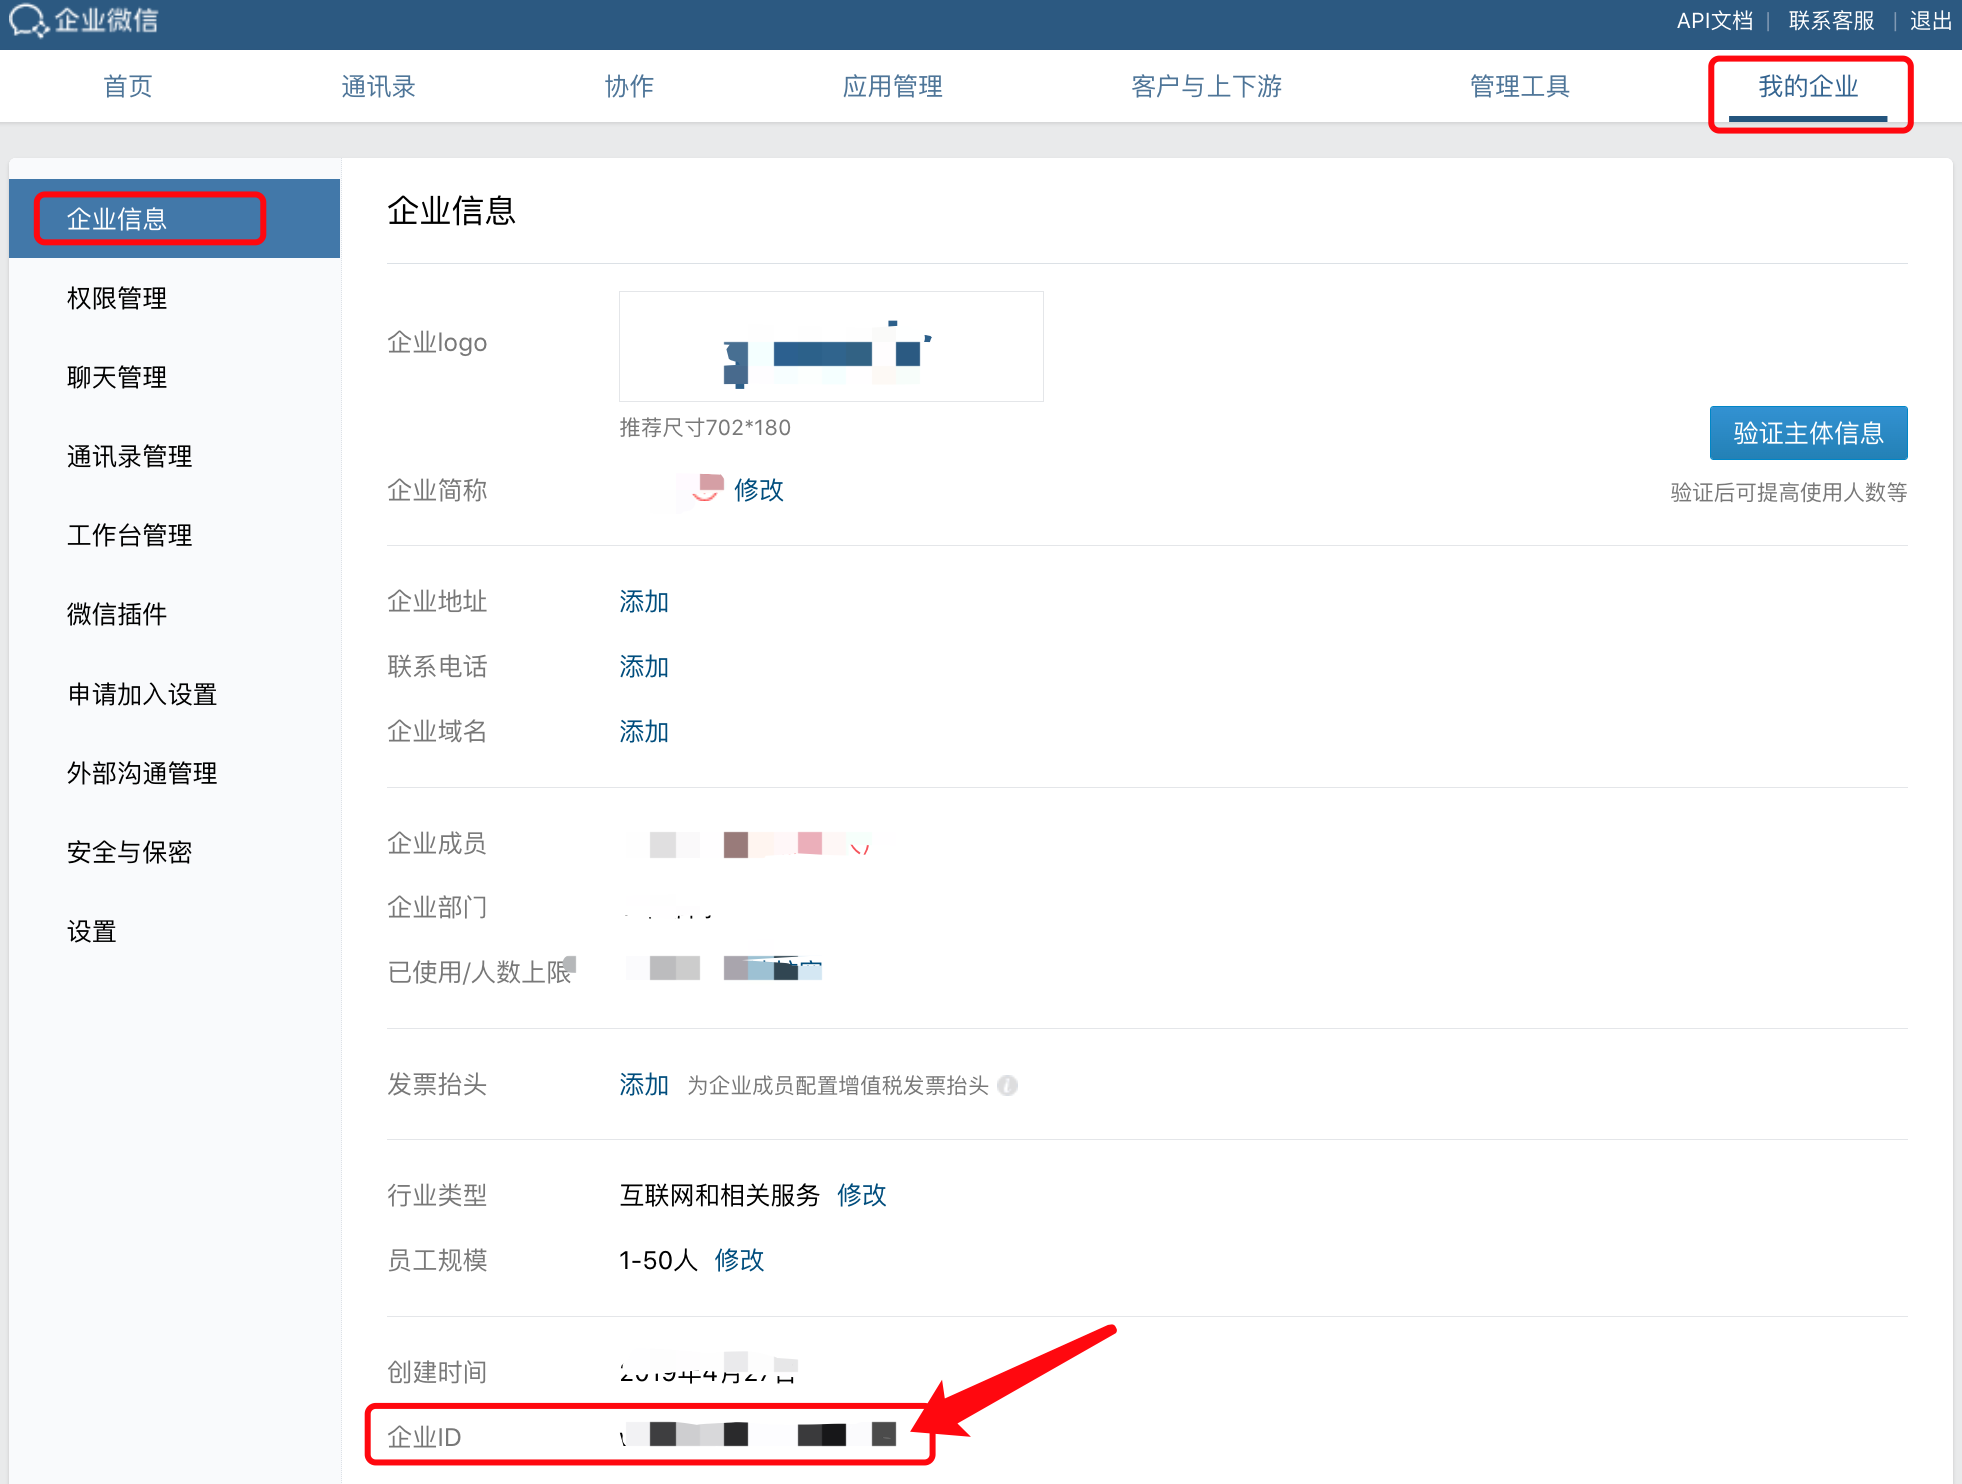 企业微信
API文档 | 联系客服 | 退出
首页 通讯录 协作 应用管理 客户与上下游 管理工具 我的企业
企业信息
权限管理
聊天管理
通讯录管理
工作台管理
微信插件
申请加入设置
外部沟通管理
安全与保密
设置
企业信息
企业logo
推荐尺寸702*180
验证主体信息
验证后可提高使用人数等
企业简称 修改
企业地址 添加
联系电话 添加
企业域名 添加
企业成员
企业部门
已使用/人数上限
发票抬头 添加 为企业成员配置增值税发票抬头
行业类型 互联网和相关服务 修改
员工规模 1-50人 修改
创建时间 2019年4月27日
企业ID